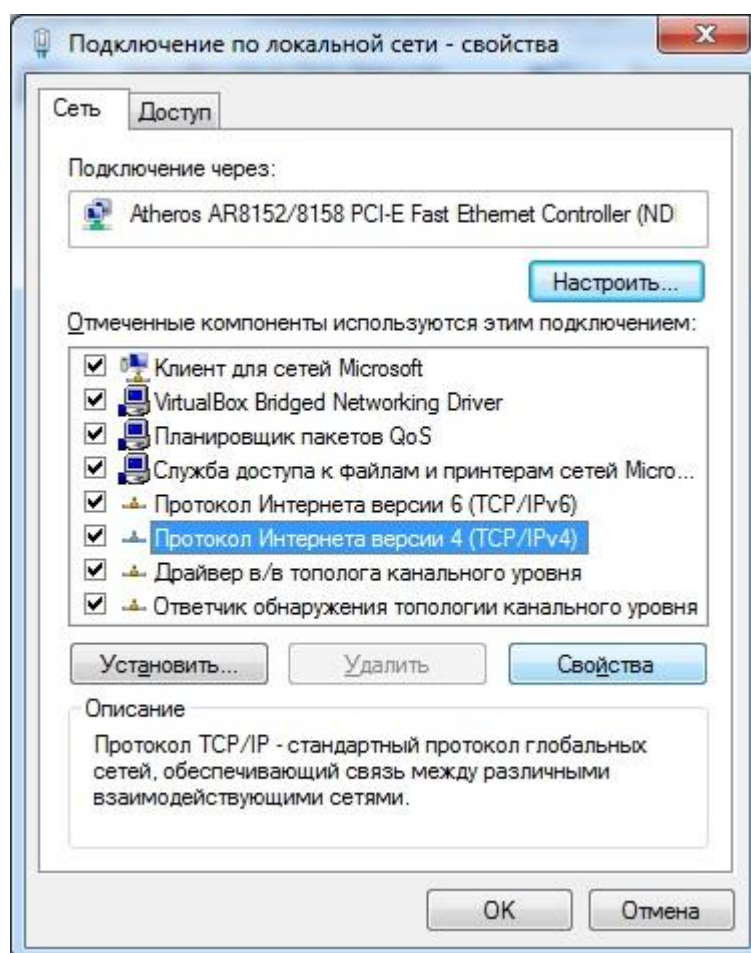 Подключение по локальной сети - свойства
Сеть
Доступ
Подключение через:
Atheros AR8152/8158 PCI-E Fast Ethernet Controller (ND
Настроить...
Отмеченные компоненты используются этим подключением:
Клиент для сетей Microsoft
VirtualBox Bridged Networking Driver
Планировщик пакетов QoS
Служба доступа к файлам и принтерам сетей Micro...
Протокол Интернета версии 6 (TCP/IPv6)
Протокол Интернета версии 4 (TCP/IPv4)
Драйвер в/в тополога канального уровня
Ответчик обнаружения топологии канального уровня
Установить...
Удалить
Свойства
Описание
Протокол TCP/IP - стандартный протокол глобальных
сетей, обеспечивающий связь между различными
взаимодействующими сетями.
ОК
Отмена